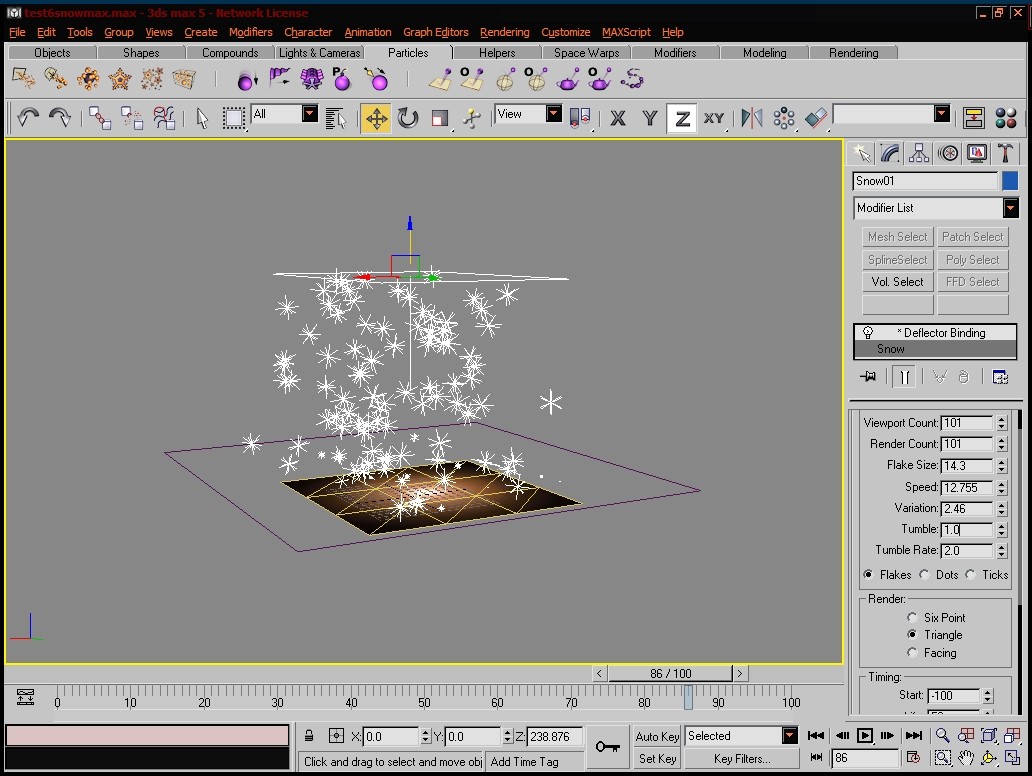 test6snowmax.max - 3ds max 5 - Network License
File Edit Tools Group Views Create Modifiers Character Animation Graph Editors Rendering Customize MAXScript Help
Objects Shapes Compounds Lights & Cameras Particles Helpers Space Warps Modifiers Modeling Rendering
All View X Y Z XY
Snow01
Modifier List
Mesh Select Patch Select
SplineSelect Poly Select
Vol. Select FFD Select
* Deflector Binding
Snow
Viewport Count: 101
Render Count: 101
Flake Size: 14.3
Speed: 12.755
Variation: 2.46
Tumble: 1.0
Tumble Rate: 2.0
Flakes Dots Ticks
Render:
Six Point
Triangle
Facing
Timing:
Start: -100
< 86 / 100 >
0 10 20 30 40 50 60 70 80 90 100
X: 0.0 Y: 0.0 Z: 238.876
Auto Key Selected
Click and drag to select and move obj Add Time Tag
Set Key Key Filters... 86